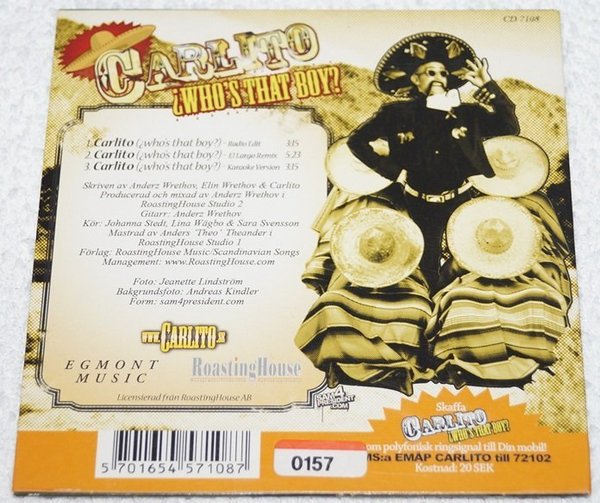 CD 7108
CARLITO
¿WHO'S THAT BOY?
1. Carlito (¿who's that boy?) - Radio Edit 3:15
2. Carlito (¿who's that boy?) - El Largo Remix 5:23
3. Carlito (¿who's that boy?) - Karaoke Version 3:15
Skriven av Anderz Wrethov, Elin Wrethov & Carlito
Producerad och mixad av Anderz Wrethov i
RoastingHouse Studio 2
Gitarr: Anderz Wrethov
Kör: Johanna Stedt, Lina Wägbo & Sara Svensson
Mastrad av Anders 'Theo' Theander i
RoastingHouse Studio 1
Förlag: RoastingHouse Music/Scandinavian Songs
Management: www.RoastingHouse.com
Foto: Jeanette Lindström
Bakgrundsfoto: Andreas Kindler
Form: sam4president.com
EGMONT
MUSIC
RoastingHouse
Licensierad från RoastingHouse AB
SAM4
PRESIDENT
.COM
Skaffa
CARLITO
¿WHO'S THAT BOY?
om polyfonisk ringsignal till Din mobil!
MS:a EMAP CARLITO till 72102
Kostnad: 20 SEK
5 701654 571087
0157